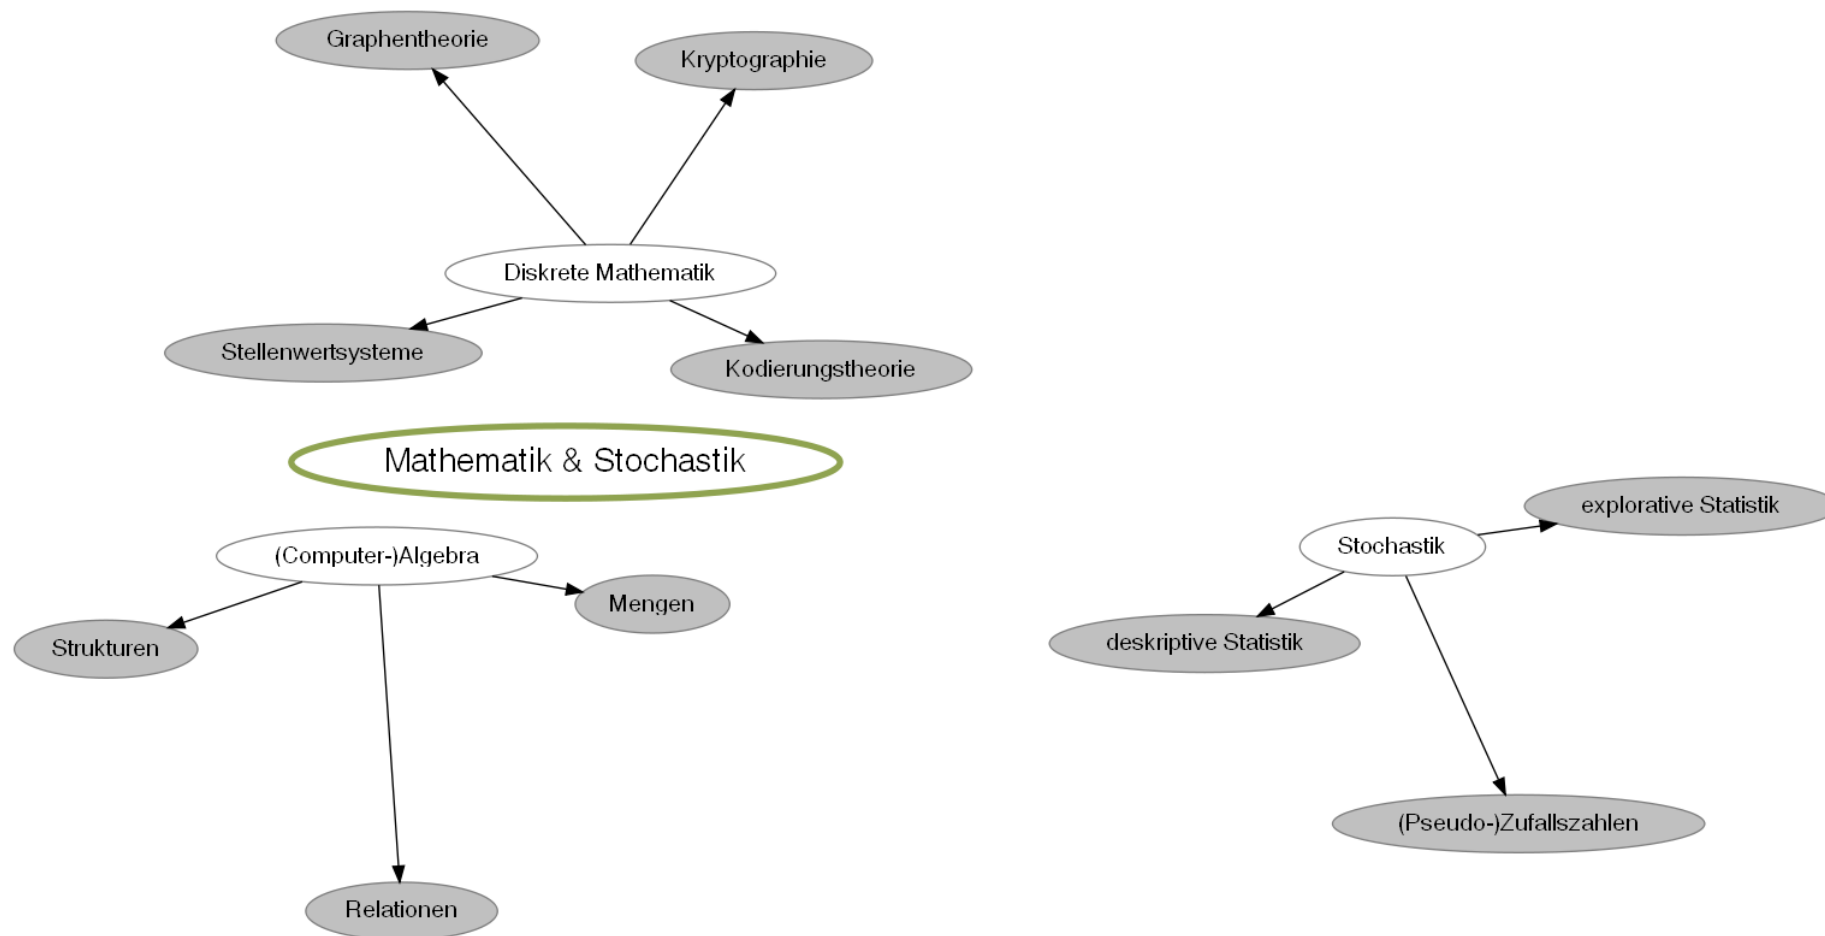 Graphentheorie
Kryptographie
Diskrete Mathematik
Stellenwertsysteme
Kodierungstheorie
Mathematik & Stochastik
explorative Statistik
Stochastik
(Computer-)Algebra
Mengen
deskriptive Statistik
Strukturen
(Pseudo-)Zufallszahlen
Relationen